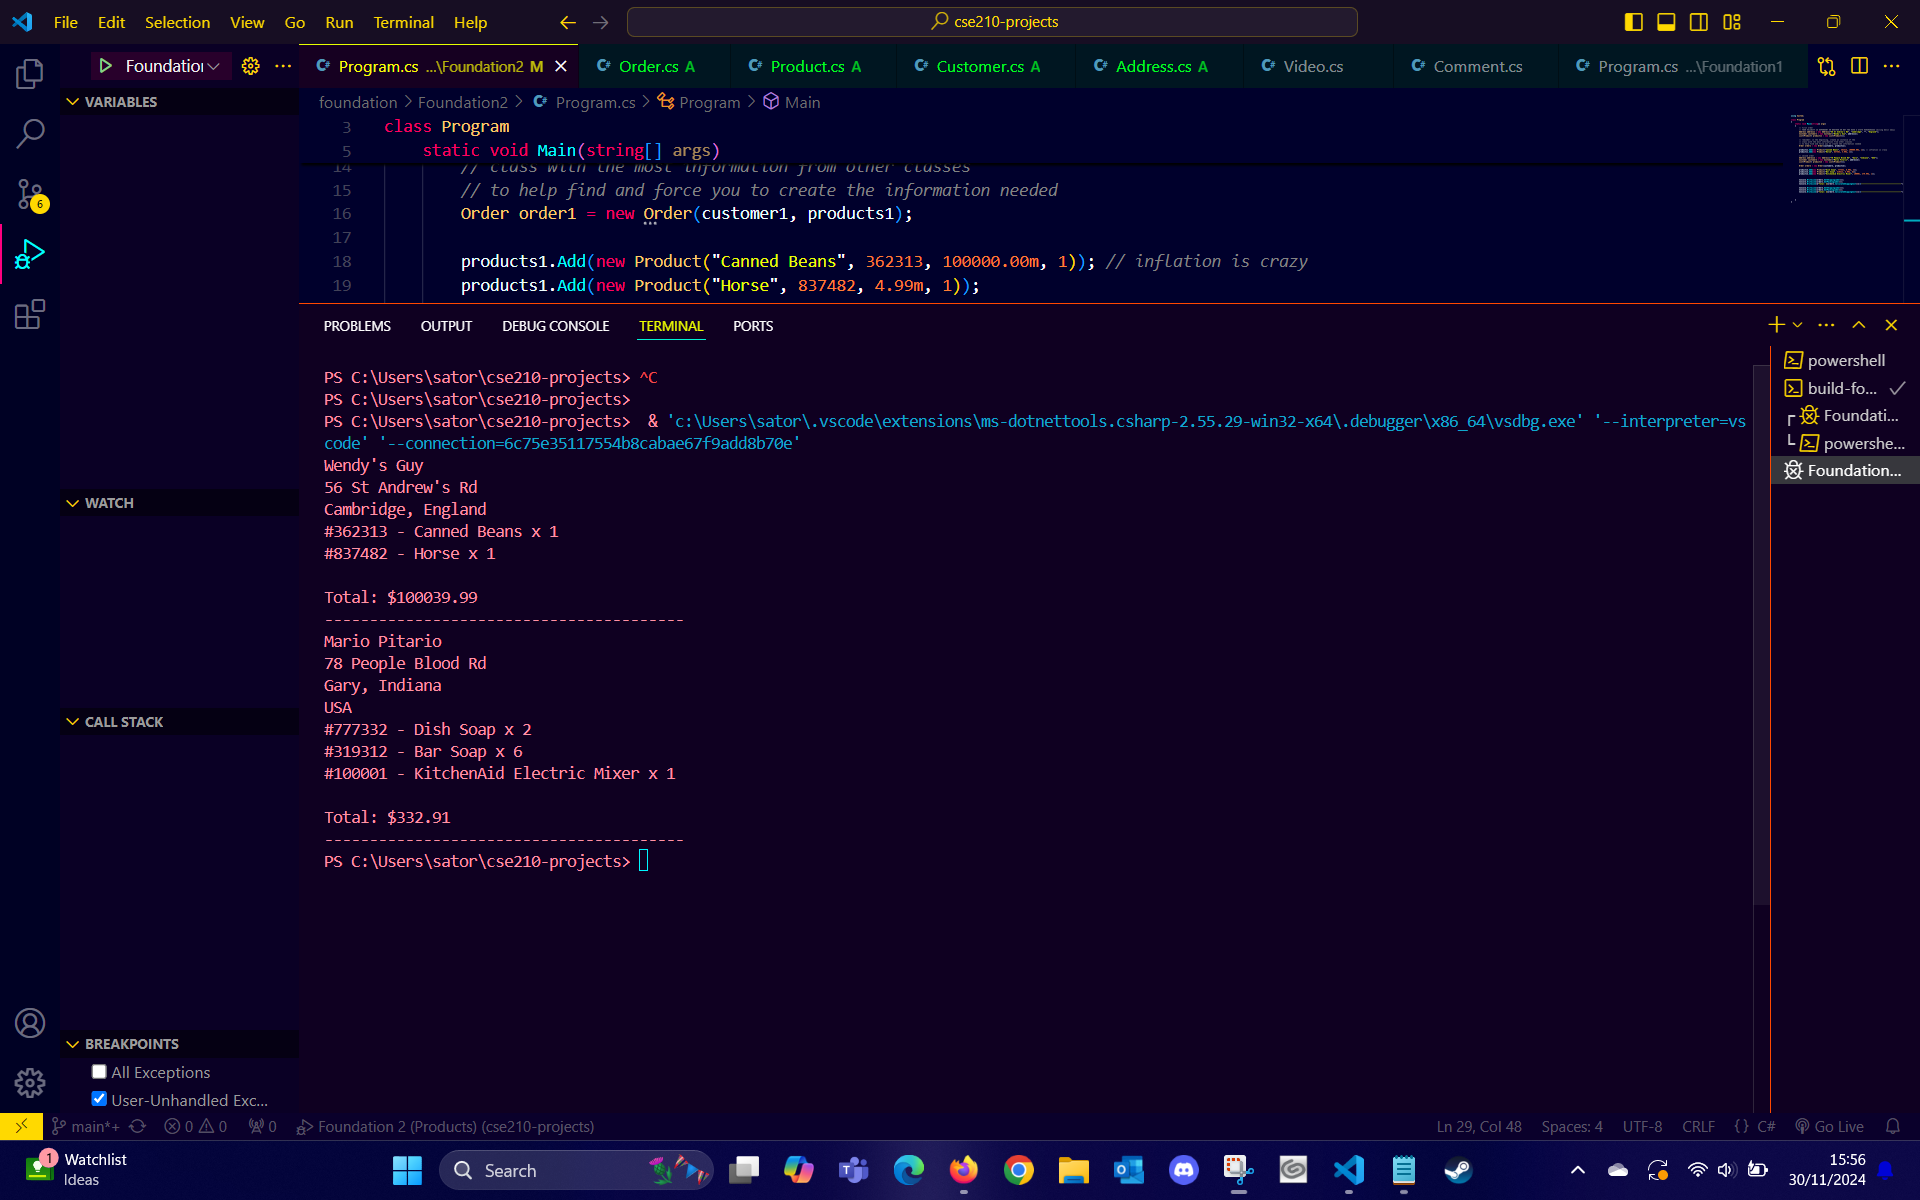 File Edit Selection View Go Run Terminal Help
cse210-projects
Foundation
Program.cs ...\Foundation2 M
Order.cs A
Product.cs A
Customer.cs A
Address.cs A
Video.cs
Comment.cs
Program.cs ...\Foundation1
VARIABLES
foundation > Foundation2 > Program.cs > Program > Main
3 class Program
5 static void Main(string[] args)
14 // class with the most information from other classes
15 // to help find and force you to create the information needed
16 Order order1 = new Order(customer1, products1);
17
18 products1.Add(new Product("Canned Beans", 362313, 100000.00m, 1)); // inflation is crazy
19 products1.Add(new Product("Horse", 837482, 4.99m, 1));
6
PROBLEMS OUTPUT DEBUG CONSOLE TERMINAL PORTS
PS C:\Users\sator\cse210-projects> ^C
PS C:\Users\sator\cse210-projects>
PS C:\Users\sator\cse210-projects> & 'c:\Users\sator\.vscode\extensions\ms-dotnettools.csharp-2.55.29-win32-x64\.debugger\x86_64\vsdbg.exe' '--interpreter=vs
code' '--connection=6c75e35117554b8cabae67f9add8b70e'
Wendy's Guy
56 St Andrew's Rd
Cambridge, England
#362313 - Canned Beans x 1
#837482 - Horse x 1
Total: $100039.99
----------------------------------------
Mario Pitario
78 People Blood Rd
Gary, Indiana
USA
#777332 - Dish Soap x 2
#319312 - Bar Soap x 6
#100001 - KitchenAid Electric Mixer x 1
Total: $332.91
----------------------------------------
PS C:\Users\sator\cse210-projects>
powershell
build-fo...
Foundati...
powershe...
Foundation...
WATCH
CALL STACK
BREAKPOINTS
All Exceptions
User-Unhandled Exc...
main*+ 0 0 0 Foundation 2 (Products) (cse210-projects)
Ln 29, Col 48 Spaces: 4 UTF-8 CRLF {} C# Go Live
1
Watchlist
Ideas
Search
15:56
30/11/2024